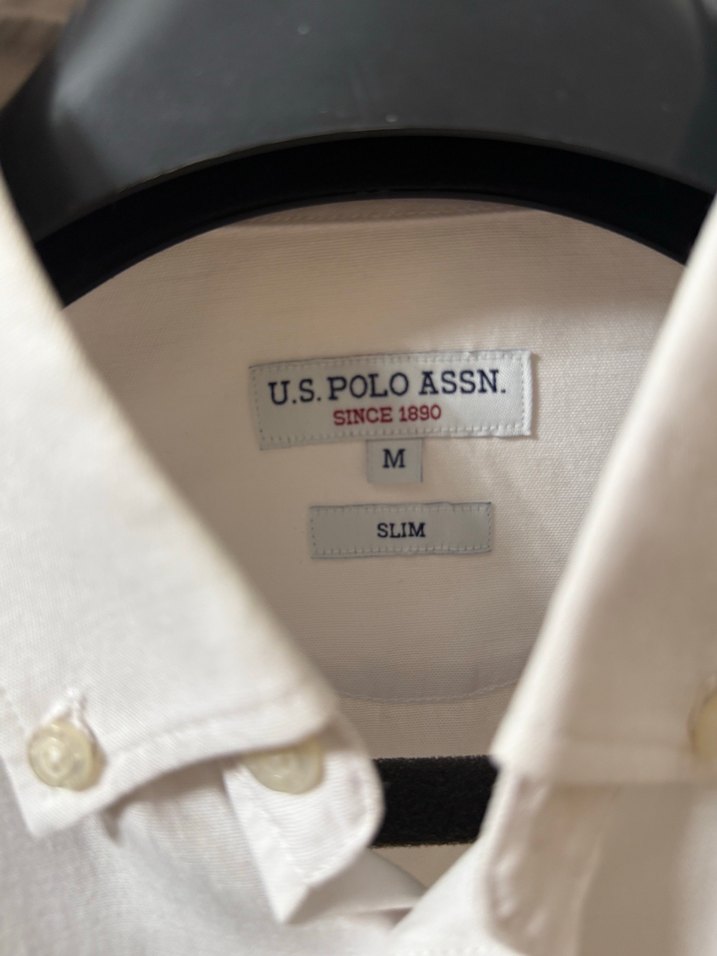 U.S. POLO ASSN.
SINCE 1890
M
SLIM